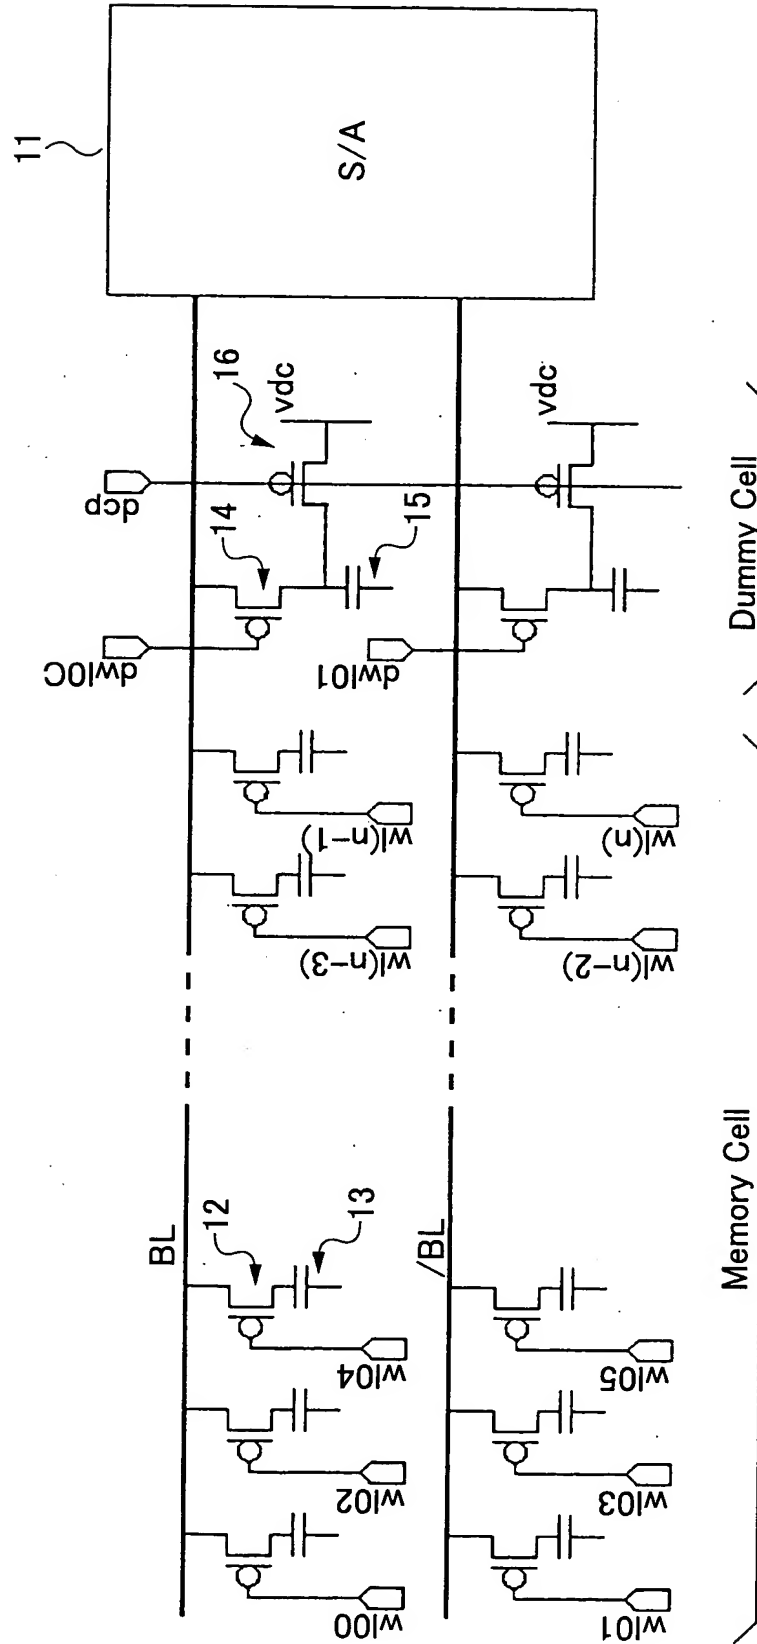 11
S/A
dcp
16
vdc
14
15
dwl0C
dwl01
vdc
wl(n-1)
wl(n-3)
wl(n)
wl(n-2)
BL
12
13
/BL
wl04
wl02
wl00
wl05
wl03
wl01
Memory Cell
Dummy Cell